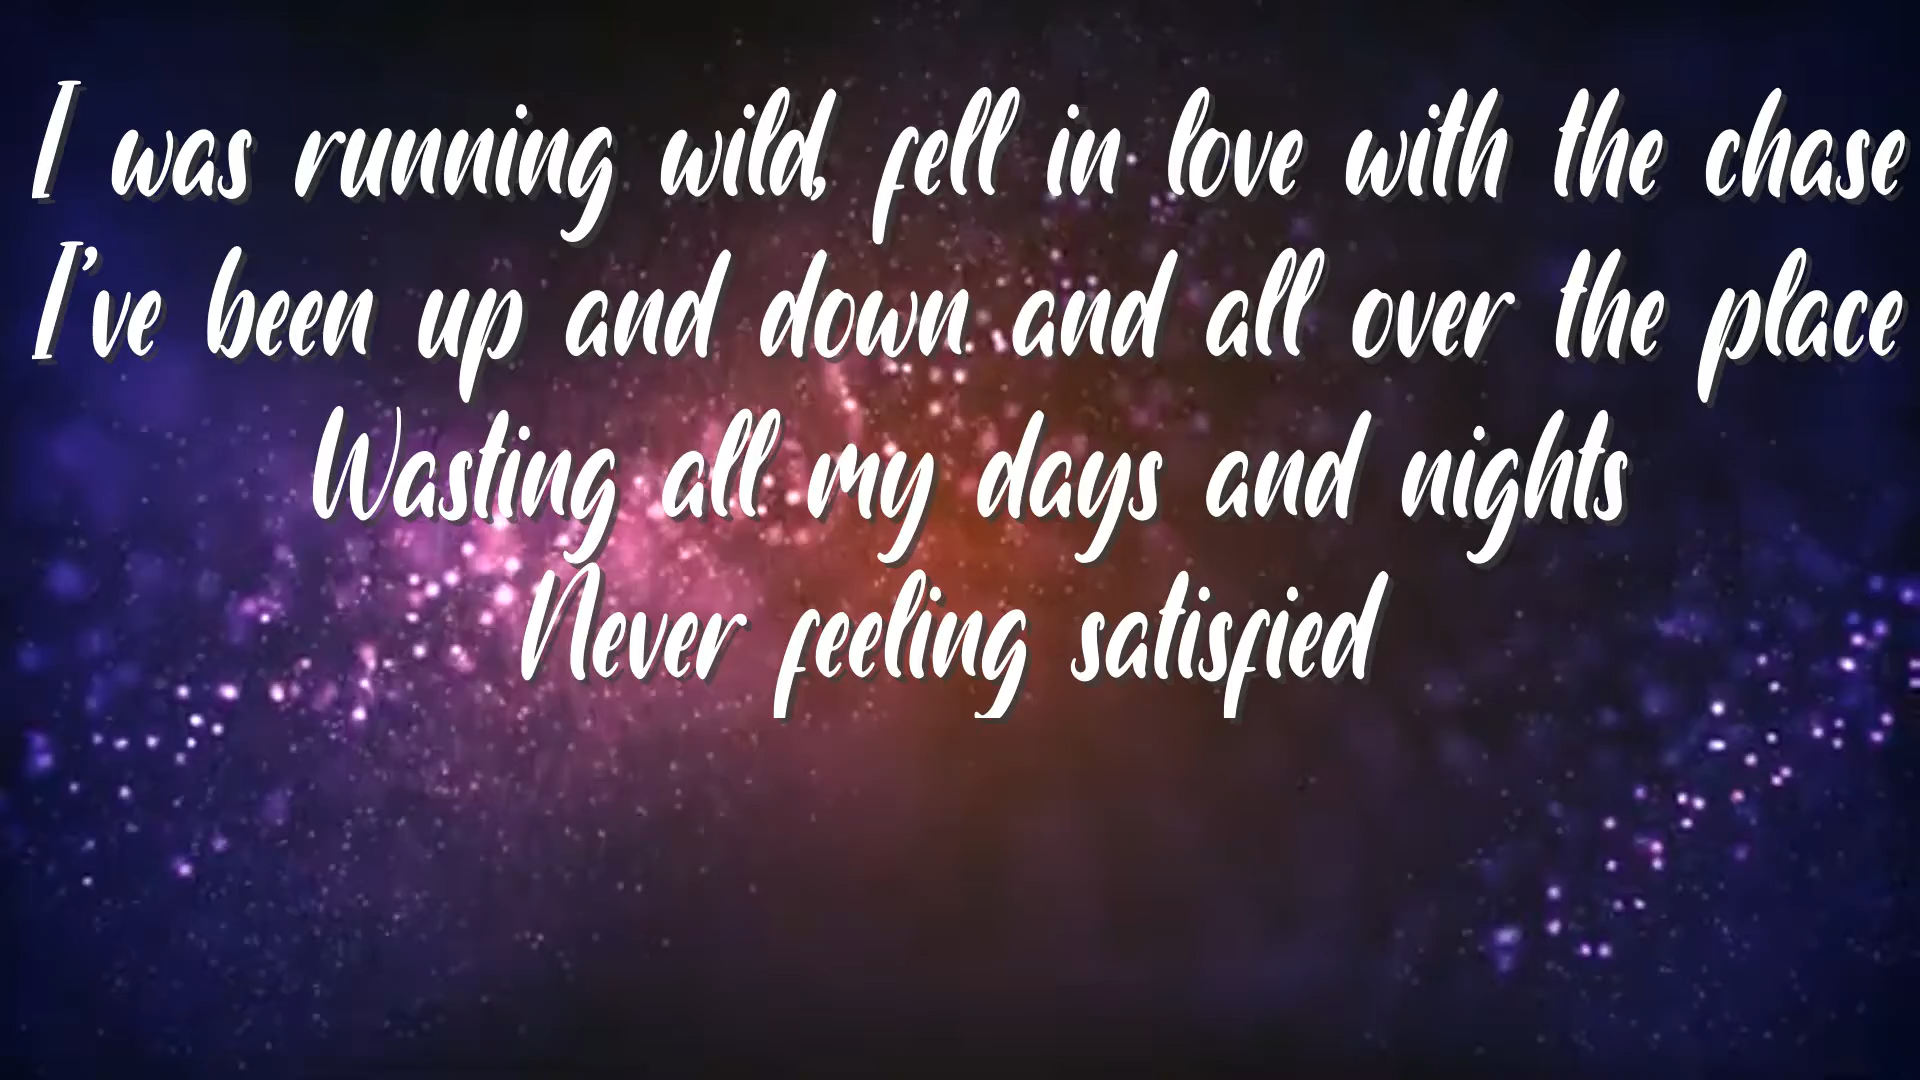 I was running wild, fell in love with the chase
I've been up and down and all over the place
Wasting all my days and nights
Never feeling satisfied